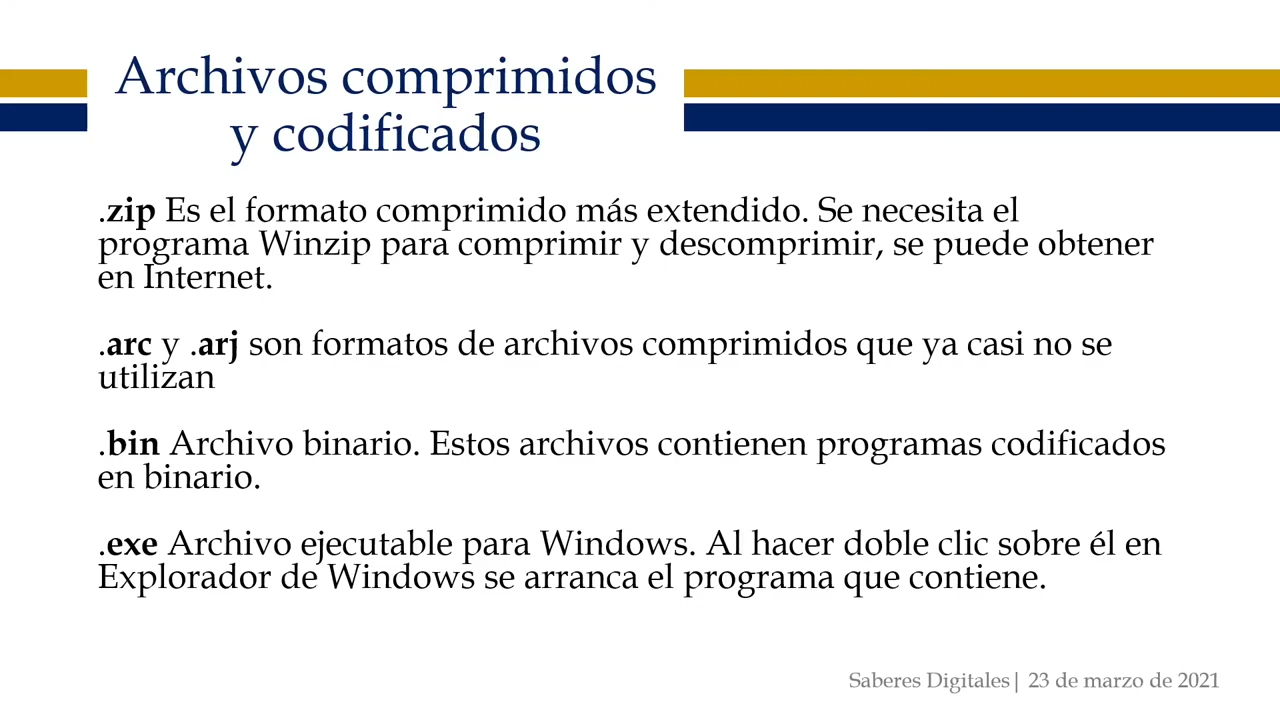 Archivos comprimidos
y codificados
.zip Es el formato comprimido más extendido. Se necesita el
programa Winzip para comprimir y descomprimir, se puede obtener
en Internet.
.arc y .arj son formatos de archivos comprimidos que ya casi no se
utilizan
.bin Archivo binario. Estos archivos contienen programas codificados
en binario.
.exe Archivo ejecutable para Windows. Al hacer doble clic sobre él en
Explorador de Windows se arranca el programa que contiene.
Saberes Digitales| 23 de marzo de 2021